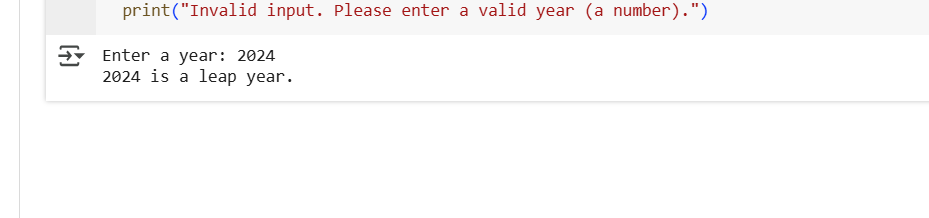 print("Invalid input. Please enter a valid year (a number).")
Enter a year: 2024
2024 is a leap year.